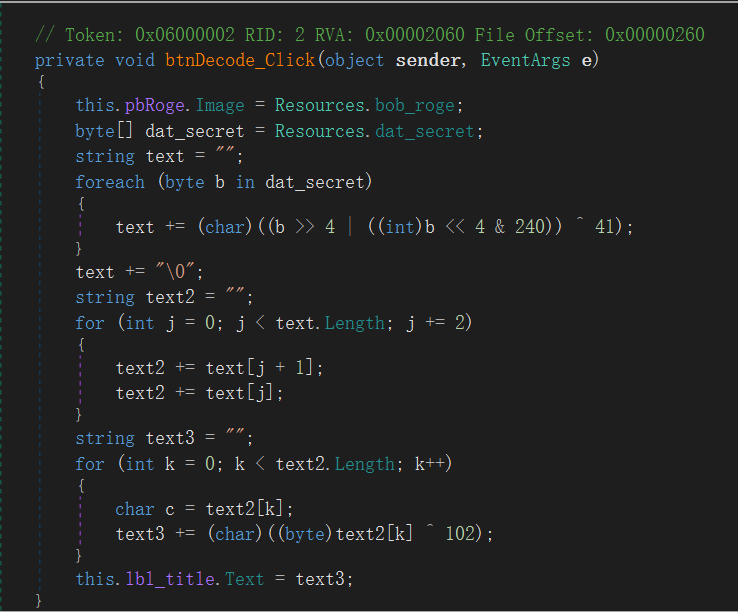 // Token: 0x06000002 RID: 2 RVA: 0x00002060 File Offset: 0x00000260
private void btnDecode_Click(object sender, EventArgs e)
{
    this.pbRoge.Image = Resources.bob_roge;
    byte[] dat_secret = Resources.dat_secret;
    string text = "";
    foreach (byte b in dat_secret)
    {
        text += (char)((b >> 4 | ((int)b << 4 & 240)) ^ 41);
    }
    text += "\0";
    string text2 = "";
    for (int j = 0; j < text.Length; j += 2)
    {
        text2 += text[j + 1];
        text2 += text[j];
    }
    string text3 = "";
    for (int k = 0; k < text2.Length; k++)
    {
        char c = text2[k];
        text3 += (char)((byte)text2[k] ^ 102);
    }
    this.lbl_title.Text = text3;
}